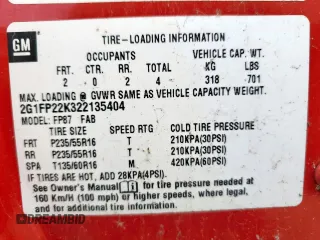 GM
TIRE-LOADING INFORMATION
OCCUPANTS VEHICLE CAP. WT.
FRT. CTR. RR. TOTAL KG LBS
2 0 2 4 318 701
MAX. LOADING @ GVWR SAME AS VEHICLE CAPACITY WEIGHT.
2G1FP22K322135404
MODEL: FP87 FAB
TIRE SIZE SPEED RTG COLD TIRE PRESSURE
FRT P235/55R16 T 210KPA(30PSI)
RR P235/55R16 T 210KPA(30PSI)
SPA T135/60R16 M 420KPA(60PSI)
IF TIRES ARE HOT, ADD 28KPA(4PSI).
See Owner's Manual i for tire pressure needed at
160 Km/H (100 mph) or higher speeds, where legal,
and for additional tire information.
DREAMBID